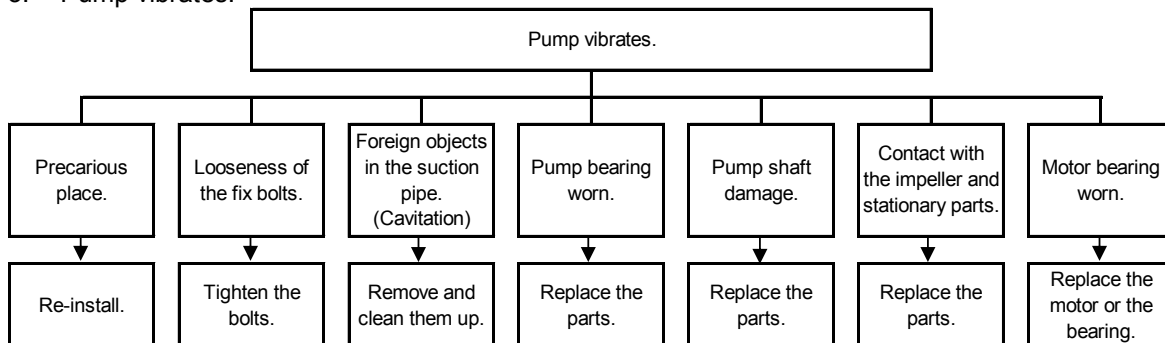 Pump vibrates.
Pump vibrates.
Precarious
place.
Looseness of
the fix bolts.
Foreign objects
in the suction
pipe.
(Cavitation)
Pump bearing
worn.
Pump shaft
damage.
Contact with
the impeller and
stationary parts.
Motor bearing
worn.
Re-install.
Tighten the
bolts.
Remove and
clean them up.
Replace the
parts.
Replace the
parts.
Replace the
parts.
Replace the
motor or the
bearing.